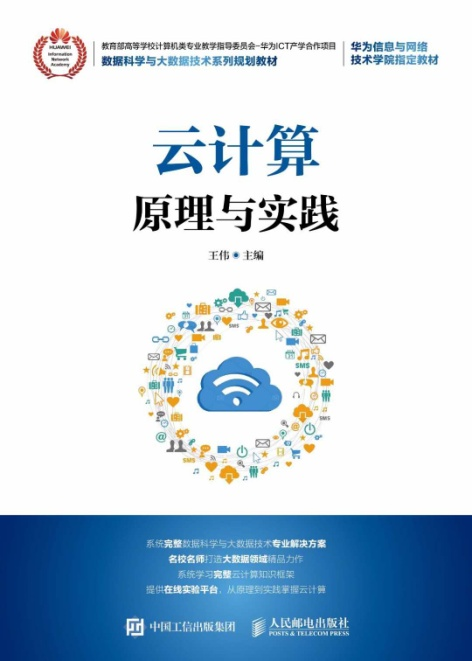 HUAWEI
Information
Network
Academy
教育部高等学校计算机类专业教学指导委员会-华为ICT产学合作项目
数据科学与大数据技术系列规划教材
华为信息与网络
技术学院指定教材
云计算
原理与实践
王伟 主编
SMS
SMS
SMS
系统完整数据科学与大数据技术专业解决方案
名校名师打造大数据领域精品力作
系统学习完整云计算知识框架
提供在线实验平台，从原理到实践掌握云计算
中国工信出版集团
人民邮电出版社
POSTS & TELECOM PRESS